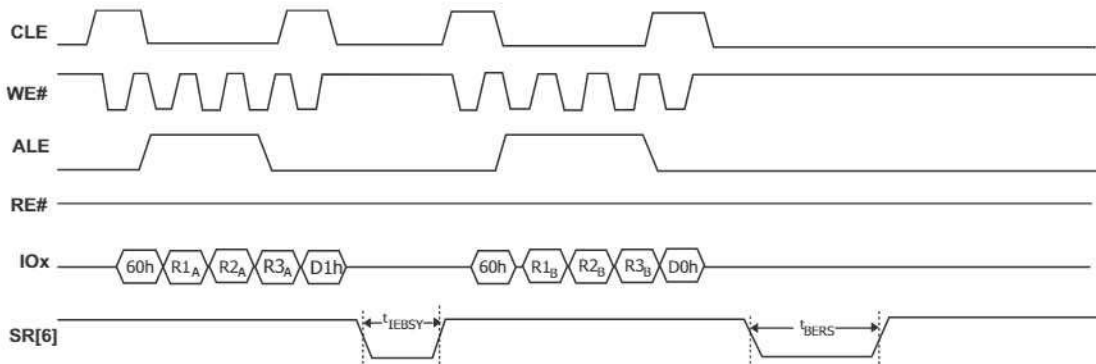 CLE
WE#
ALE
RE#
IOx 60h R1A R2A R3A D1h 60h R1B R2B R3B D0h
SR[6] tIEBSY tBERS